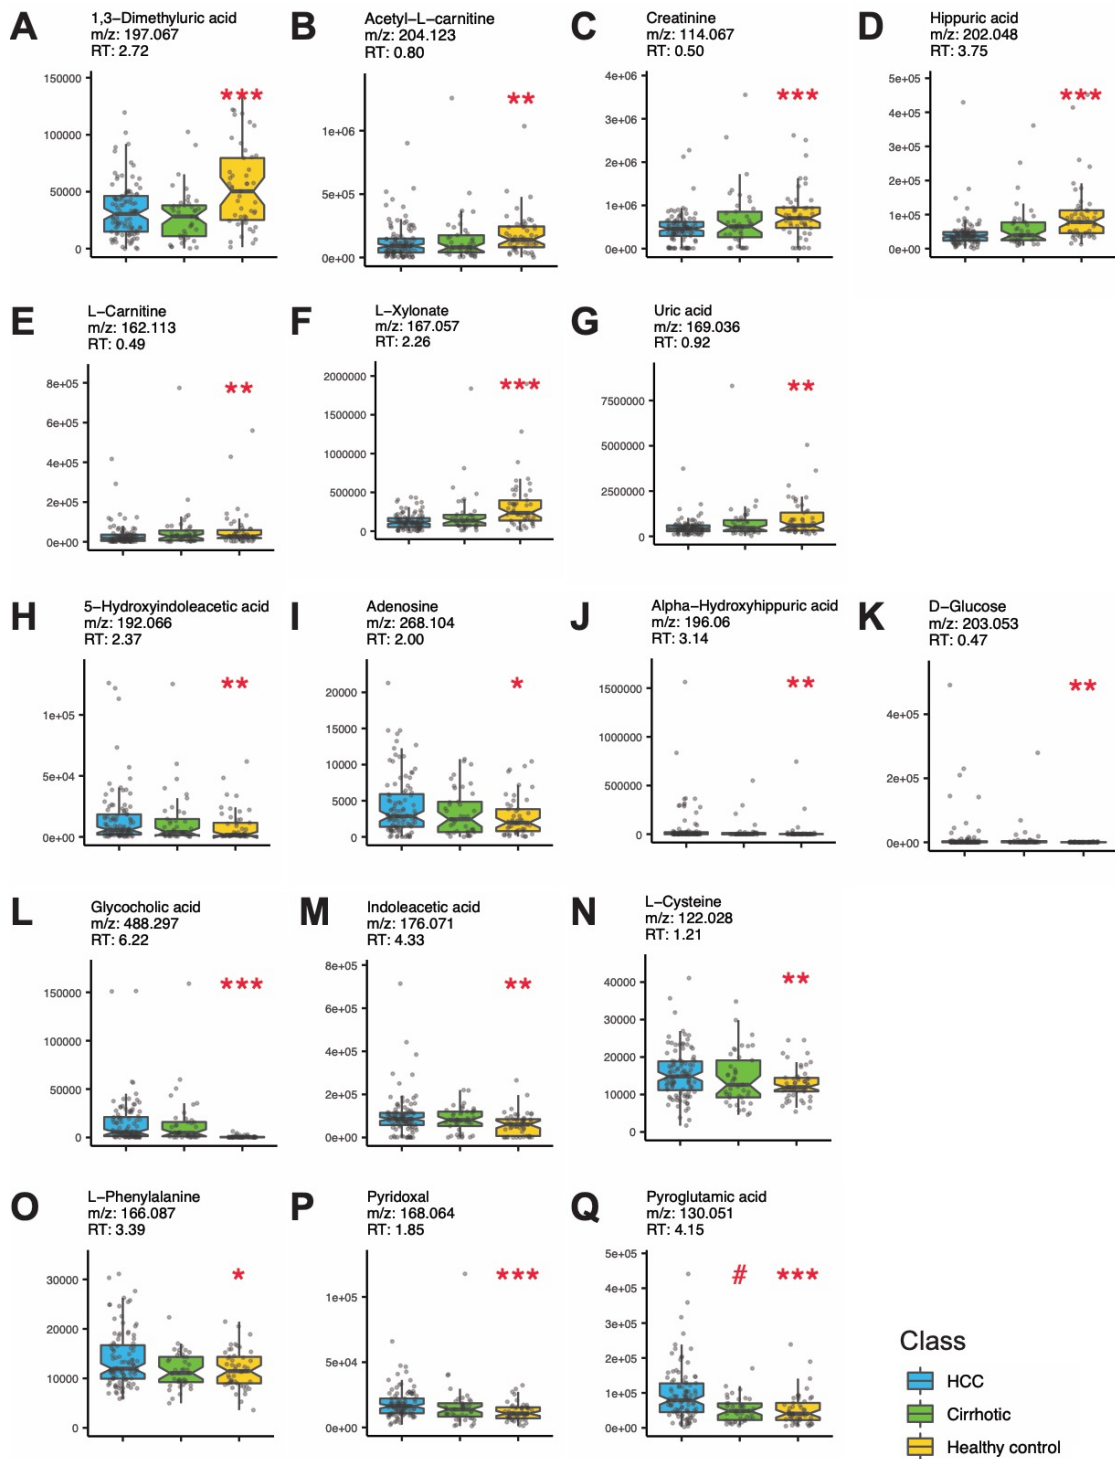 A
1,3−Dimethyluric acid
m/z: 197.067
RT: 2.72
150000
100000
50000
0
***
B
Acetyl−L−carnitine
m/z: 204.123
RT: 0.80
1e+06
5e+05
0e+00
**
C
Creatinine
m/z: 114.067
RT: 0.50
4e+06
3e+06
2e+06
1e+06
0e+00
***
D
Hippuric acid
m/z: 202.048
RT: 3.75
5e+05
4e+05
3e+05
2e+05
1e+05
0e+00
***
E
L−Carnitine
m/z: 162.113
RT: 0.49
8e+05
6e+05
4e+05
2e+05
0e+00
**
F
L−Xylonate
m/z: 167.057
RT: 2.26
2000000
1500000
1000000
500000
0
***
G
Uric acid
m/z: 169.036
RT: 0.92
7500000
5000000
2500000
0
**
H
5−Hydroxyindoleacetic acid
m/z: 192.066
RT: 2.37
1e+05
5e+04
0e+00
**
I
Adenosine
m/z: 268.104
RT: 2.00
20000
15000
10000
5000
0
*
J
Alpha−Hydroxyhippuric acid
m/z: 196.06
RT: 3.14
1500000
1000000
500000
0
**
K
D−Glucose
m/z: 203.053
RT: 0.47
4e+05
2e+05
0e+00
**
L
Glycocholic acid
m/z: 488.297
RT: 6.22
150000
100000
50000
0
***
M
Indoleacetic acid
m/z: 176.071
RT: 4.33
8e+05
6e+05
4e+05
2e+05
0e+00
**
N
L−Cysteine
m/z: 122.028
RT: 1.21
40000
30000
20000
10000
0
**
O
L−Phenylalanine
m/z: 166.087
RT: 3.39
30000
20000
10000
0
*
P
Pyridoxal
m/z: 168.064
RT: 1.85
1e+05
5e+04
0e+00
***
Q
Pyroglutamic acid
m/z: 130.051
RT: 4.15
5e+05
4e+05
3e+05
2e+05
1e+05
0e+00
# ***
Class
HCC
Cirrhotic
Healthy control